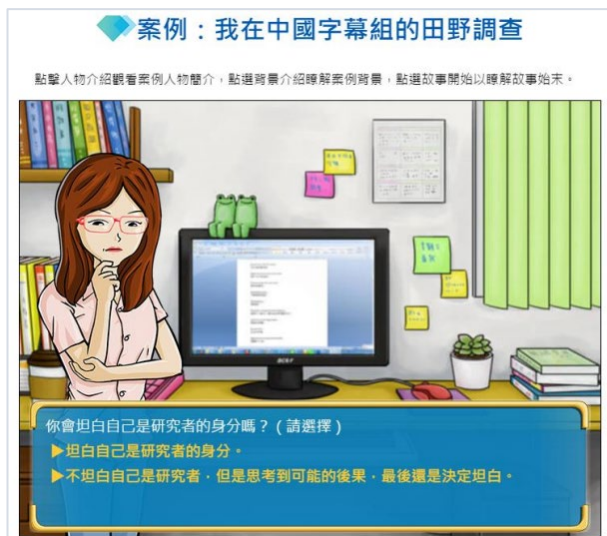 案例：我在中國字幕組的田野調查
點擊人物介紹觀看案例人物簡介，點選背景介紹瞭解案例背景，點選故事開始以瞭解故事始末。
acer
你會坦白自己是研究者的身分嗎？（請選擇）
▶坦白自己是研究者的身分。
▶不坦白自己是研究者，但是思考到可能的後果，最後還是決定坦白。